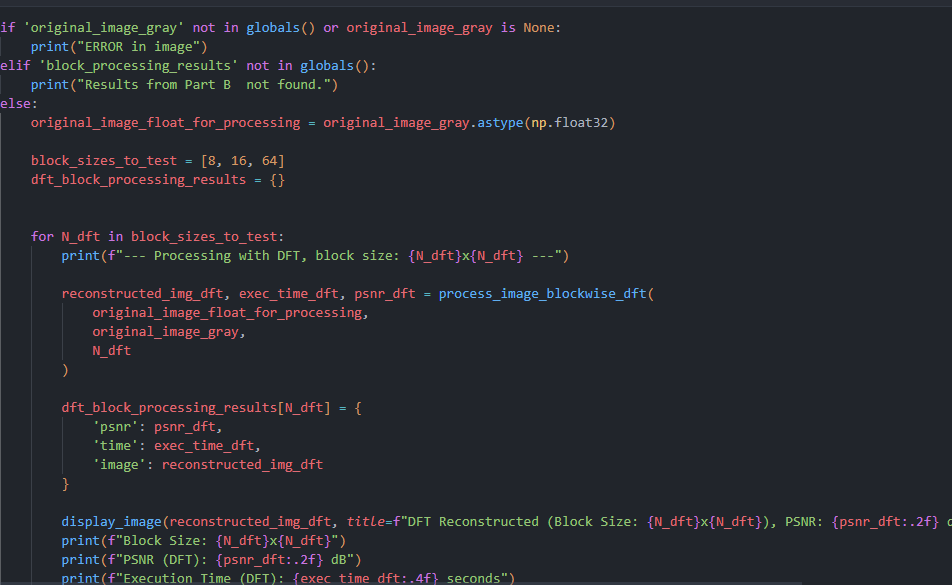 if 'original_image_gray' not in globals() or original_image_gray is None:
    print("ERROR in image")
elif 'block_processing_results' not in globals():
    print("Results from Part B  not found.")
else:
    original_image_float_for_processing = original_image_gray.astype(np.float32)
    block_sizes_to_test = [8, 16, 64]
    dft_block_processing_results = {}
    for N_dft in block_sizes_to_test:
        print(f"--- Processing with DFT, block size: {N_dft}x{N_dft} ---")
        reconstructed_img_dft, exec_time_dft, psnr_dft = process_image_blockwise_dft(
            original_image_float_for_processing,
            original_image_gray,
            N_dft
        )
        dft_block_processing_results[N_dft] = {
            'psnr': psnr_dft,
            'time': exec_time_dft,
            'image': reconstructed_img_dft
        }
        display_image(reconstructed_img_dft, title=f"DFT Reconstructed (Block Size: {N_dft}x{N_dft}), PSNR: {psnr_dft:.2f}
        print(f"Block Size: {N_dft}x{N_dft}")
        print(f"PSNR (DFT): {psnr_dft:.2f} dB")
        print(f"Execution Time (DFT): {exec_time_dft:.4f} seconds")